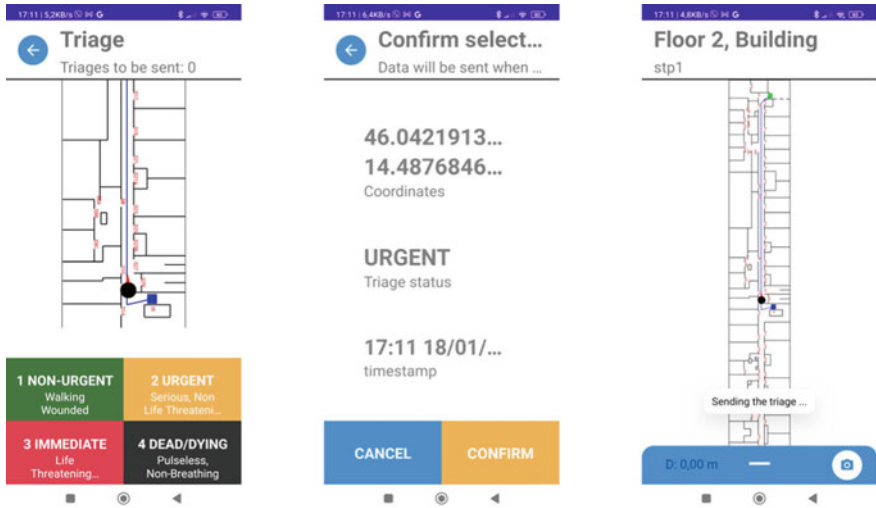 17:11 | 5,2KB/s
Triage
Triages to be sent: 0
1 NON-URGENT
Walking
Wounded
2 URGENT
Serious, Non
Life Threateni...
3 IMMEDIATE
Life
Threatening...
4 DEAD/DYING
Pulseless,
Non-Breathing
17:11 | 6,4KB/s
Confirm select...
Data will be sent when ...
46.0421913...
14.4876846...
Coordinates
URGENT
Triage status
17:11 18/01/...
timestamp
CANCEL
CONFIRM
17:11 | 4,8KB/s
Floor 2, Building
stp1
Sending the triage ...
D: 0,00 m